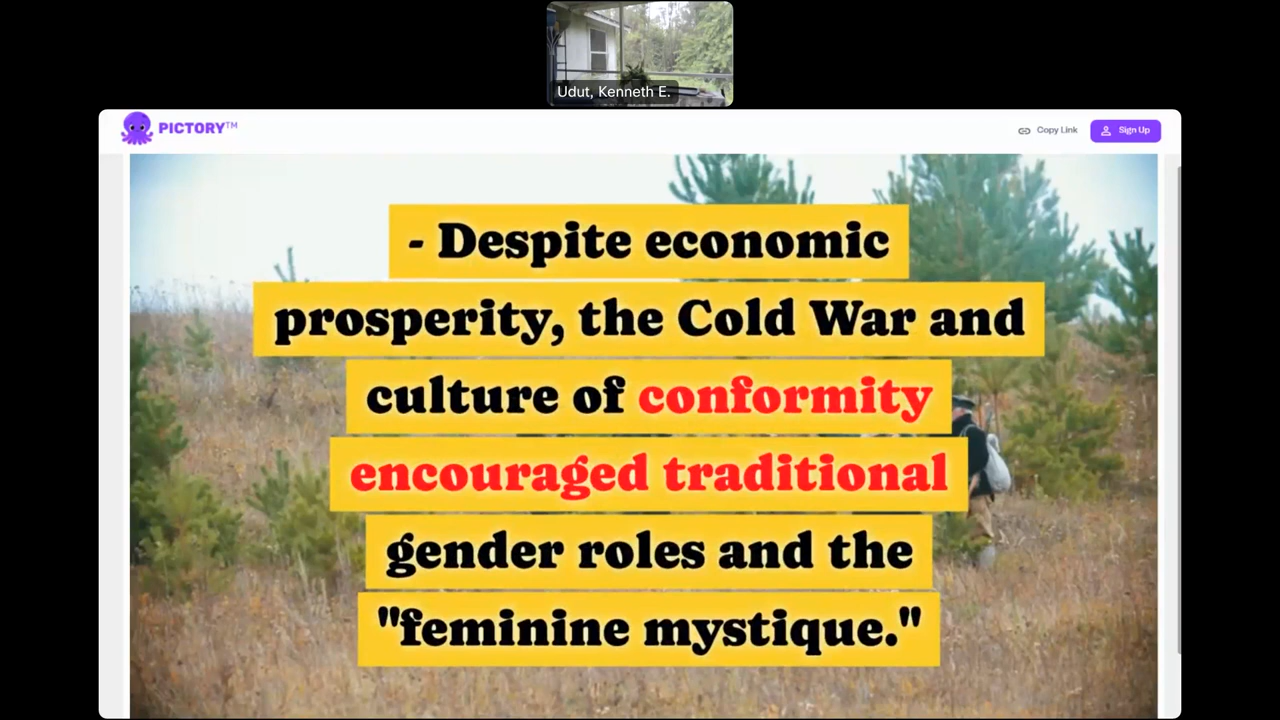 Udut, Kenneth E.
PICTORY™
Copy Link
Sign Up
- Despite economic
prosperity, the Cold War and
culture of conformity
encouraged traditional
gender roles and the
"feminine mystique."